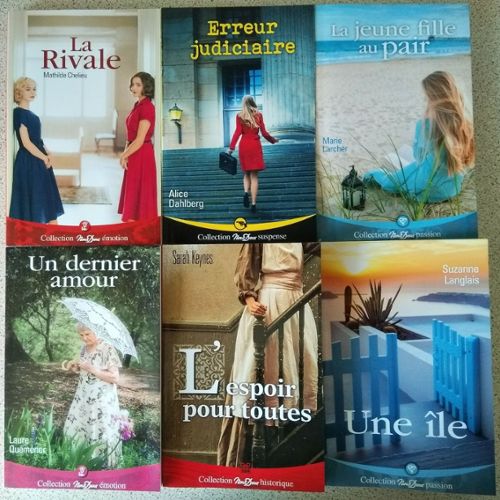 La
Rivale
Mathilde Chelieu
Collection Nous Deux émotion
Erreur
judiciaire
Alice
Dahlberg
Collection Nous Deux suspense
La jeune fille
au pair
Marie
Larcher
Collection Nous Deux passion
Un dernier
amour
Laure
Quaméner
Collection Nous Deux émotion
Sarah Keynes
L'espoir
pour toutes
Collection Nous Deux historique
Suzanne
Langlais
Une île
Collection Nous Deux passion